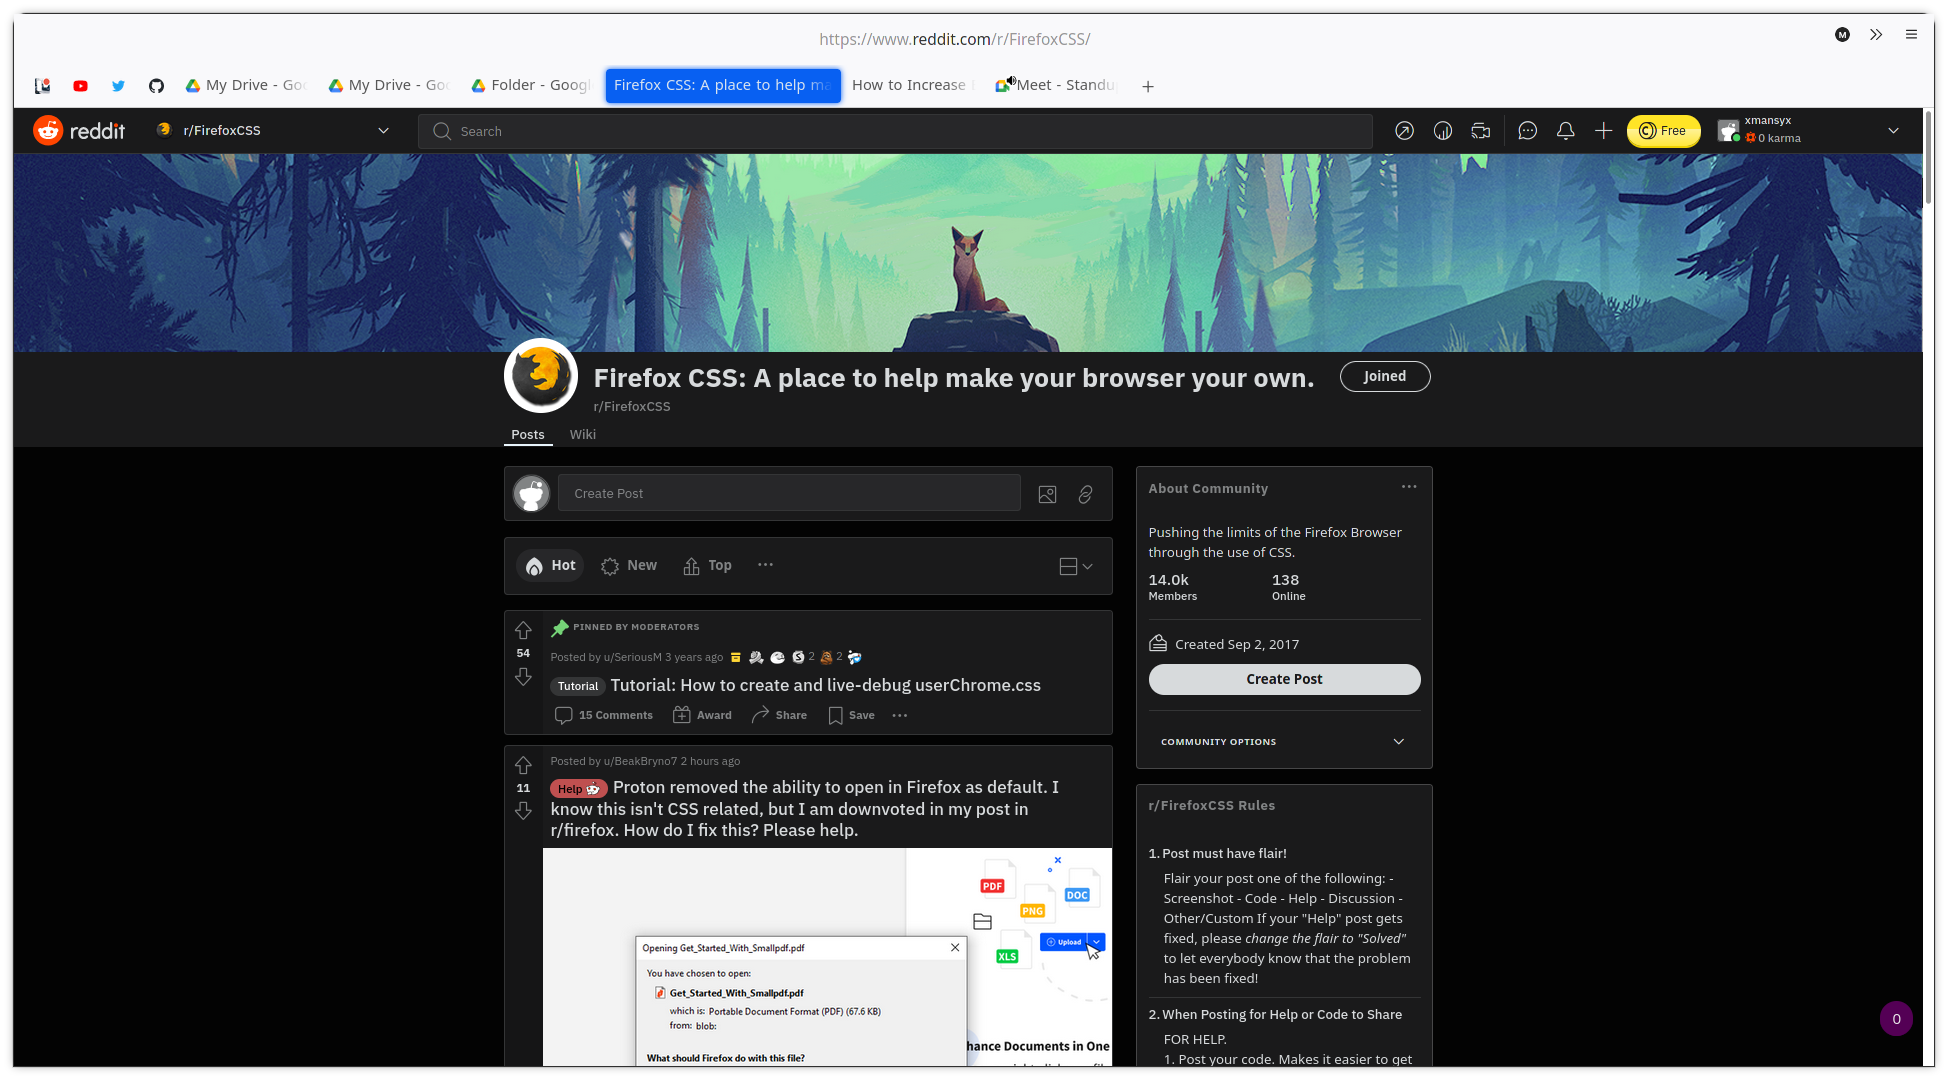 https://www.reddit.com/r/FirefoxCSS/
M
My Drive - Goo
My Drive - Goo
Folder - Googl
Firefox CSS: A place to help ma
How to Increase
Meet - Standu
reddit
r/FirefoxCSS
Search
Free
xmansyx
0 karma
Firefox CSS: A place to help make your browser your own.
Joined
r/FirefoxCSS
Posts
Wiki
Create Post
Hot
New
Top
PINNED BY MODERATORS
54
Posted by u/SeriousM 3 years ago
S 2
2
Tutorial Tutorial: How to create and live-debug userChrome.css
15 Comments
Award
Share
Save
Posted by u/BeakBryno7 2 hours ago
11
Help Proton removed the ability to open in Firefox as default. I
know this isn't CSS related, but I am downvoted in my post in
r/firefox. How do I fix this? Please help.
PDF
DOC
PNG
Upload
XLS
Opening Get_Started_With_Smallpdf.pdf
You have chosen to open:
Get_Started_With_Smallpdf.pdf
which is: Portable Document Format (PDF) (67.6 KB)
from: blob:
What should Firefox do with this file?
hance Documents in One
About Community
Pushing the limits of the Firefox Browser
through the use of CSS.
14.0k
Members
138
Online
Created Sep 2, 2017
Create Post
COMMUNITY OPTIONS
r/FirefoxCSS Rules
1. Post must have flair!
Flair your post one of the following: -
Screenshot - Code - Help - Discussion -
Other/Custom If your "Help" post gets
fixed, please change the flair to "Solved"
to let everybody know that the problem
has been fixed!
2. When Posting for Help or Code to Share
FOR HELP.
1. Post your code. Makes it easier to get
0